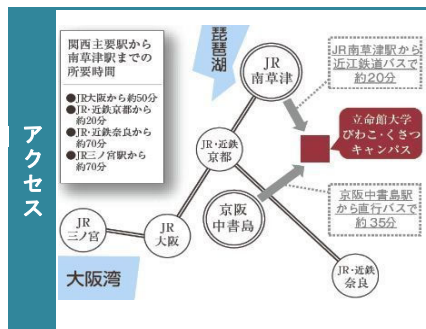 アクセス
関西主要駅から
南草津駅までの
所要時間
●JR大阪から約50分
●JR・近鉄京都から
約20分
●JR・近鉄奈良から
約70分
●JR三ノ宮駅から
約70分
琵琶湖
JR
南草津
JR南草津駅から
近江鉄道バスで
約20分
立命館大学
びわこ・くさつ
キャンパス
JR・近鉄
京都
京阪
中書島
京阪中書島駅
から直行バスで
約35分
JR
三ノ宮
JR
大阪
大阪湾
JR・近鉄
奈良